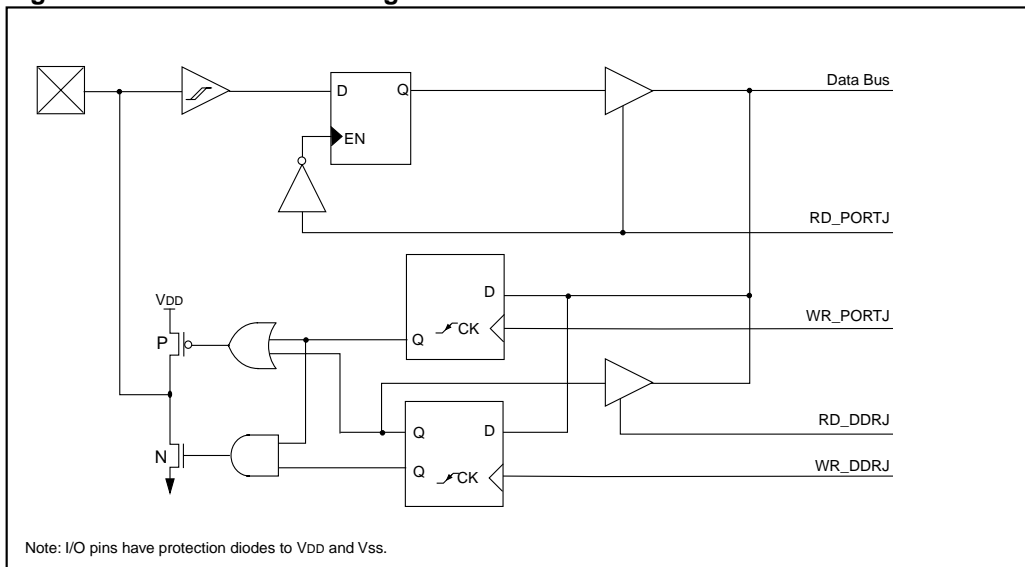 D
Q
Data Bus
EN
RD_PORTJ
VDD
P
D
Q
CK
WR_PORTJ
N
Q
D
Q
CK
RD_DDRJ
WR_DDRJ
Note: I/O pins have protection diodes to VDD and Vss.